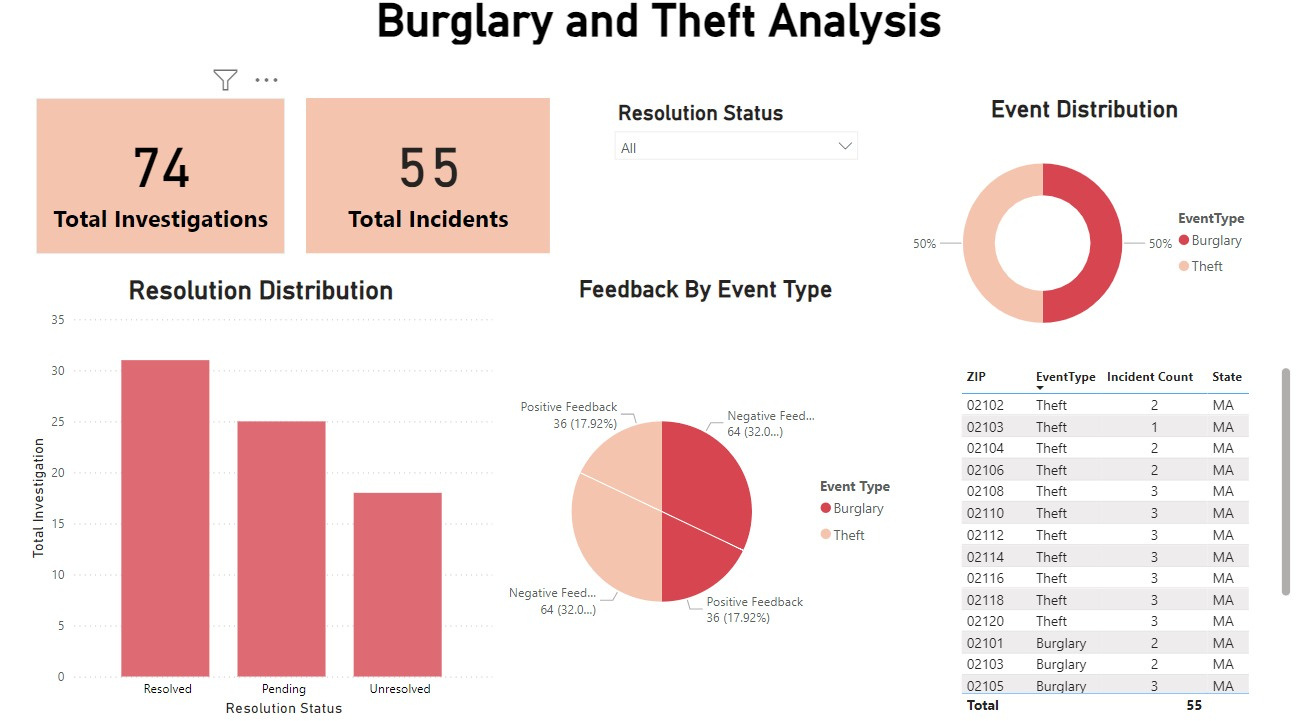 Burglary and Theft Analysis
74
Total Investigations
55
Total Incidents
Resolution Status
All
Event Distribution
50%
50%
EventType
Burglary
Theft
Resolution Distribution
35
30
25
20
15
10
5
0
Total Investigation
Resolved Pending Unresolved
Resolution Status
Feedback By Event Type
Positive Feedback
36 (17.92%)
Negative Feed...
64 (32.0...)
Negative Feed...
64 (32.0...)
Positive Feedback
36 (17.92%)
Event Type
Burglary
Theft
ZIP EventType Incident Count State
02102 Theft 2 MA
02103 Theft 1 MA
02104 Theft 2 MA
02106 Theft 2 MA
02108 Theft 3 MA
02110 Theft 3 MA
02112 Theft 3 MA
02114 Theft 3 MA
02116 Theft 3 MA
02118 Theft 3 MA
02120 Theft 3 MA
02101 Burglary 2 MA
02103 Burglary 2 MA
02105 Burglary 3 MA
Total 55